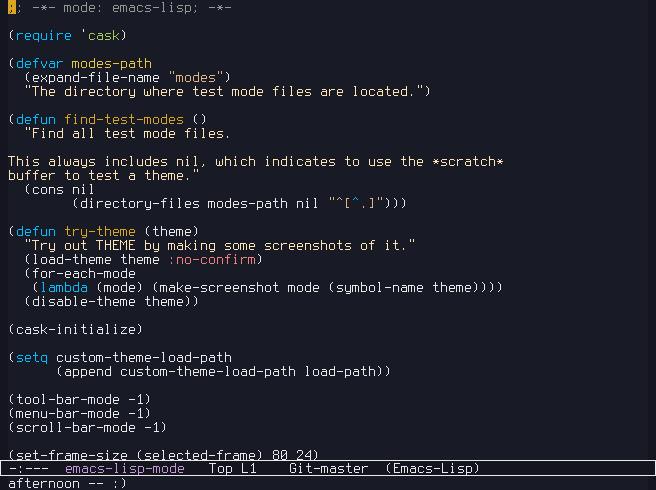 ;; -*- mode: emacs-lisp; -*-

(require 'cask)

(defvar modes-path
  (expand-file-name "modes")
  "The directory where test mode files are located.")

(defun find-test-modes ()
  "Find all test mode files.

This always includes nil, which indicates to use the *scratch*
buffer to test a theme."
  (cons nil
        (directory-files modes-path nil "^[^.]")))

(defun try-theme (theme)
  "Try out THEME by making some screenshots of it."
  (load-theme theme :no-confirm)
  (for-each-mode
   (lambda (mode) (make-screenshot mode (symbol-name theme))))
  (disable-theme theme))

(cask-initialize)

(setq custom-theme-load-path
      (append custom-theme-load-path load-path))

(tool-bar-mode -1)
(menu-bar-mode -1)
(scroll-bar-mode -1)

(set-frame-size (selected-frame) 80 24)
-:---  emacs-lisp-mode   Top L1    Git-master  (Emacs-Lisp)
afternoon -- :)